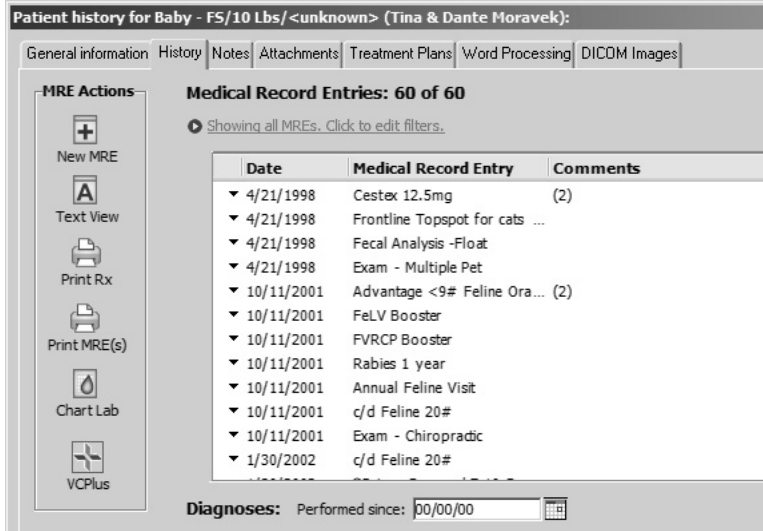 Patient history for Baby - FS/10 Lbs/<unknown> (Tina & Dante Moravek):
General information History Notes Attachments Treatment Plans Word Processing DICOM Images
MRE Actions
New MRE
Text View
Print Rx
Print MRE(s)
Chart Lab
VCPlus
Medical Record Entries: 60 of 60
Showing all MREs. Click to edit filters.
Date Medical Record Entry Comments
4/21/1998 Cestex 12.5mg (2)
4/21/1998 Frontline Topspot for cats ...
4/21/1998 Fecal Analysis -Float
4/21/1998 Exam - Multiple Pet
10/11/2001 Advantage <9# Feline Ora... (2)
10/11/2001 FeLV Booster
10/11/2001 FVRCP Booster
10/11/2001 Rabies 1 year
10/11/2001 Annual Feline Visit
10/11/2001 c/d Feline 20#
10/11/2001 Exam - Chiropractic
1/30/2002 c/d Feline 20#
Diagnoses: Performed since: 00/00/00